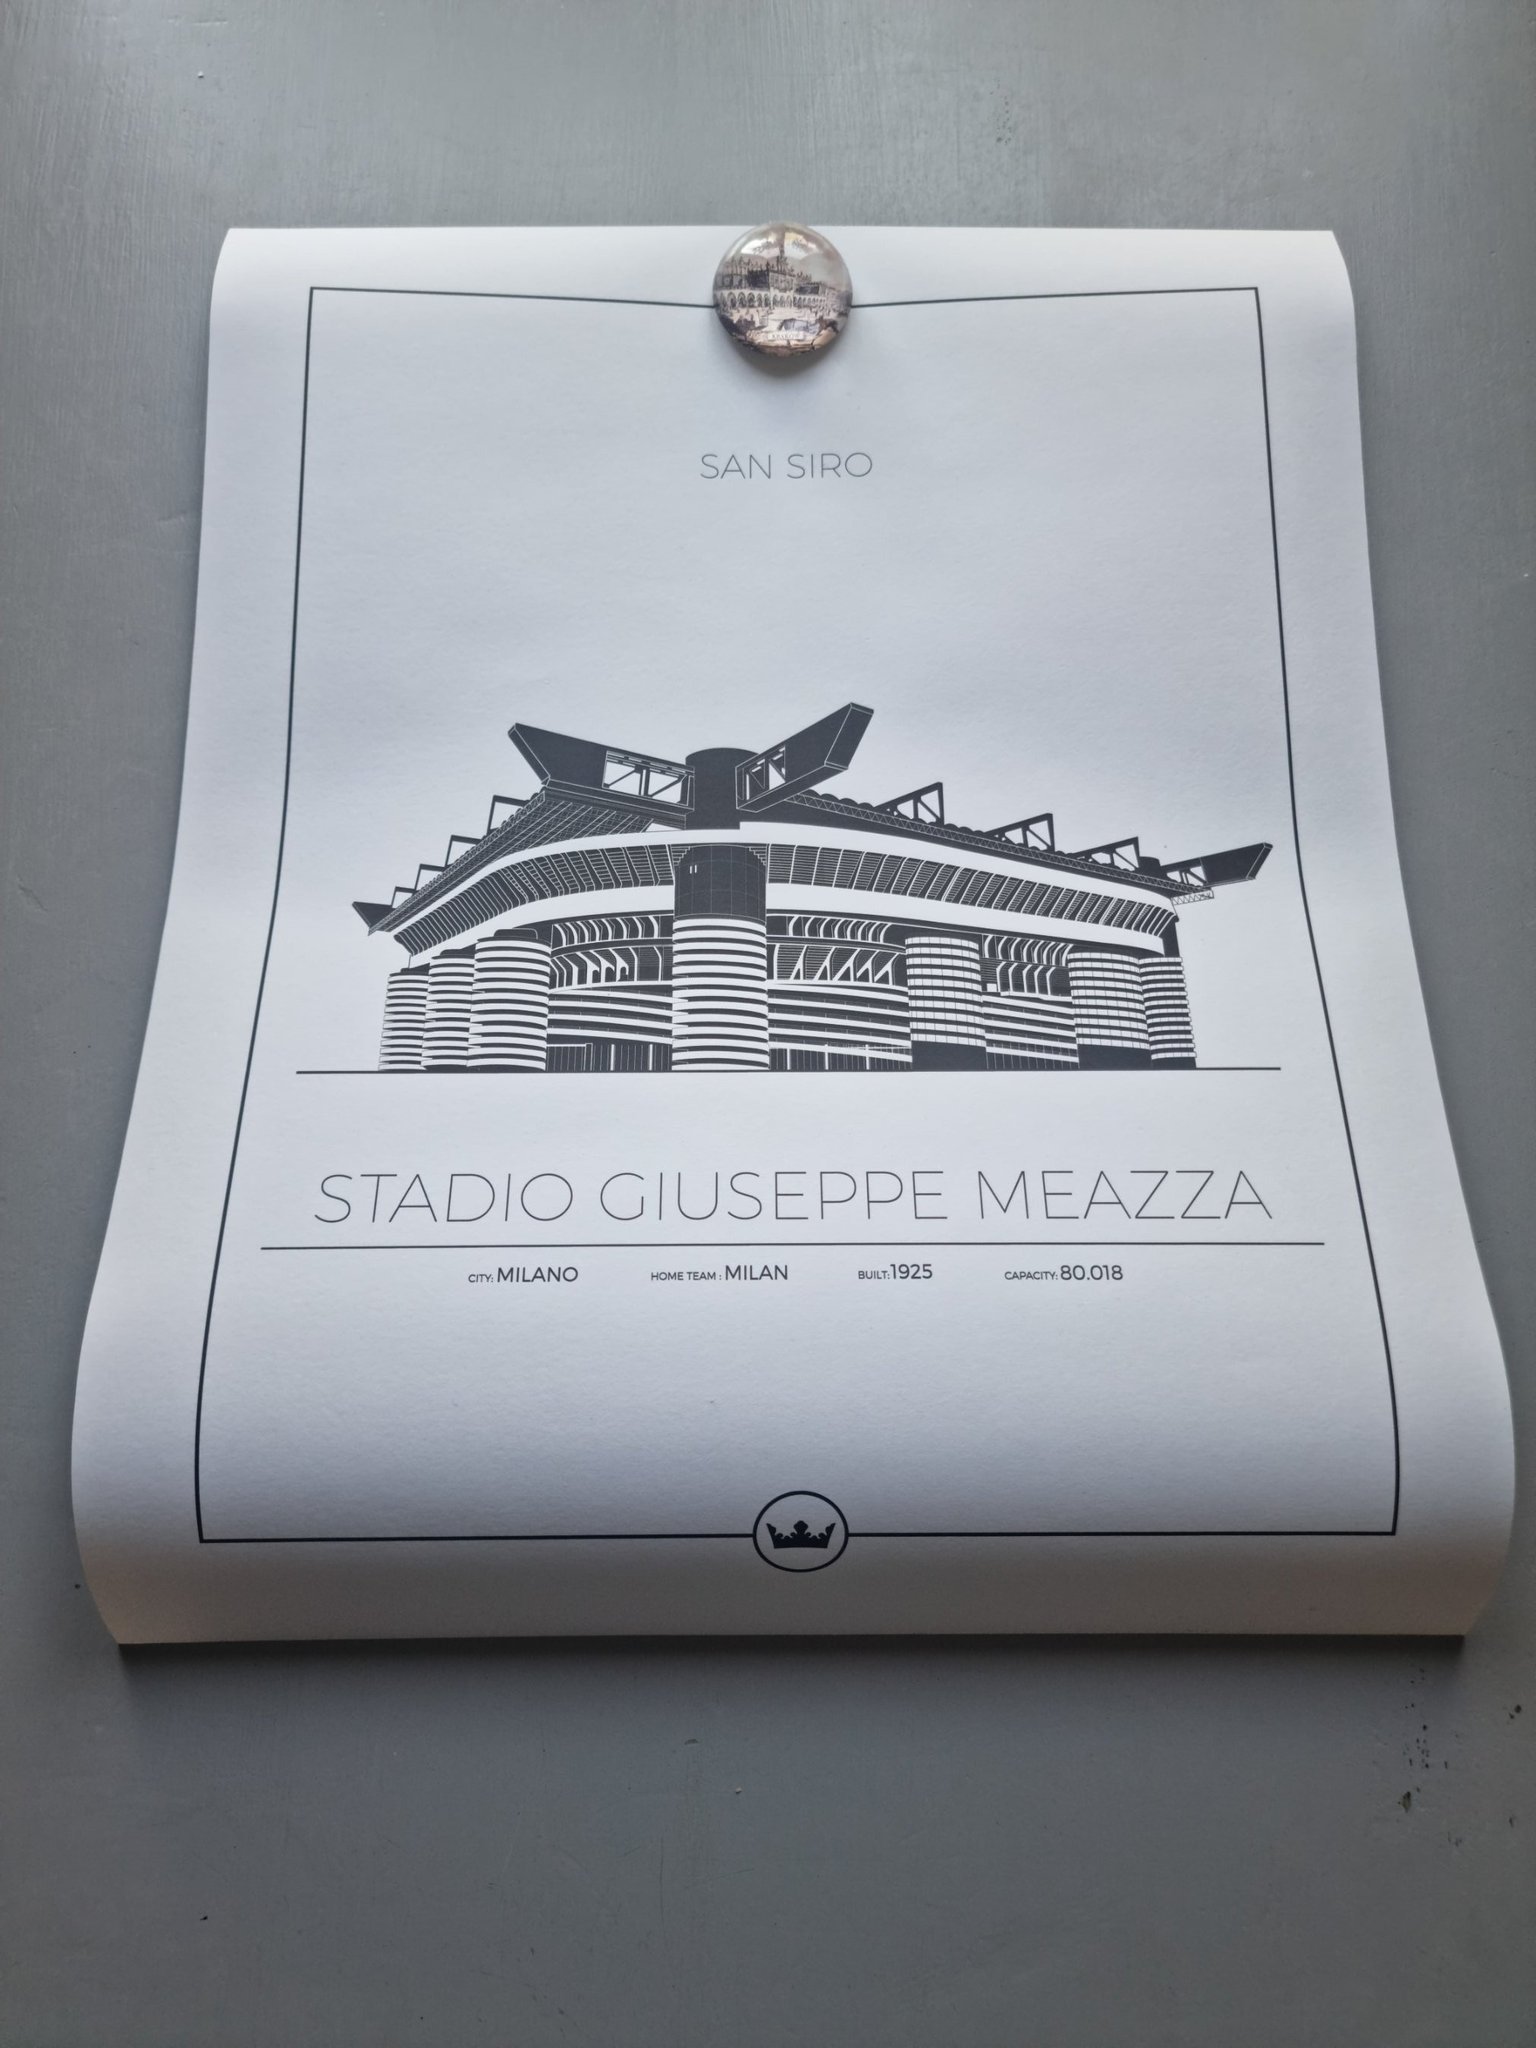 SAN SIRO
STADIO GIUSEPPE MEAZZA
CITY: MILANO HOME TEAM : MILAN BUILT:1925 CAPACITY: 80.018